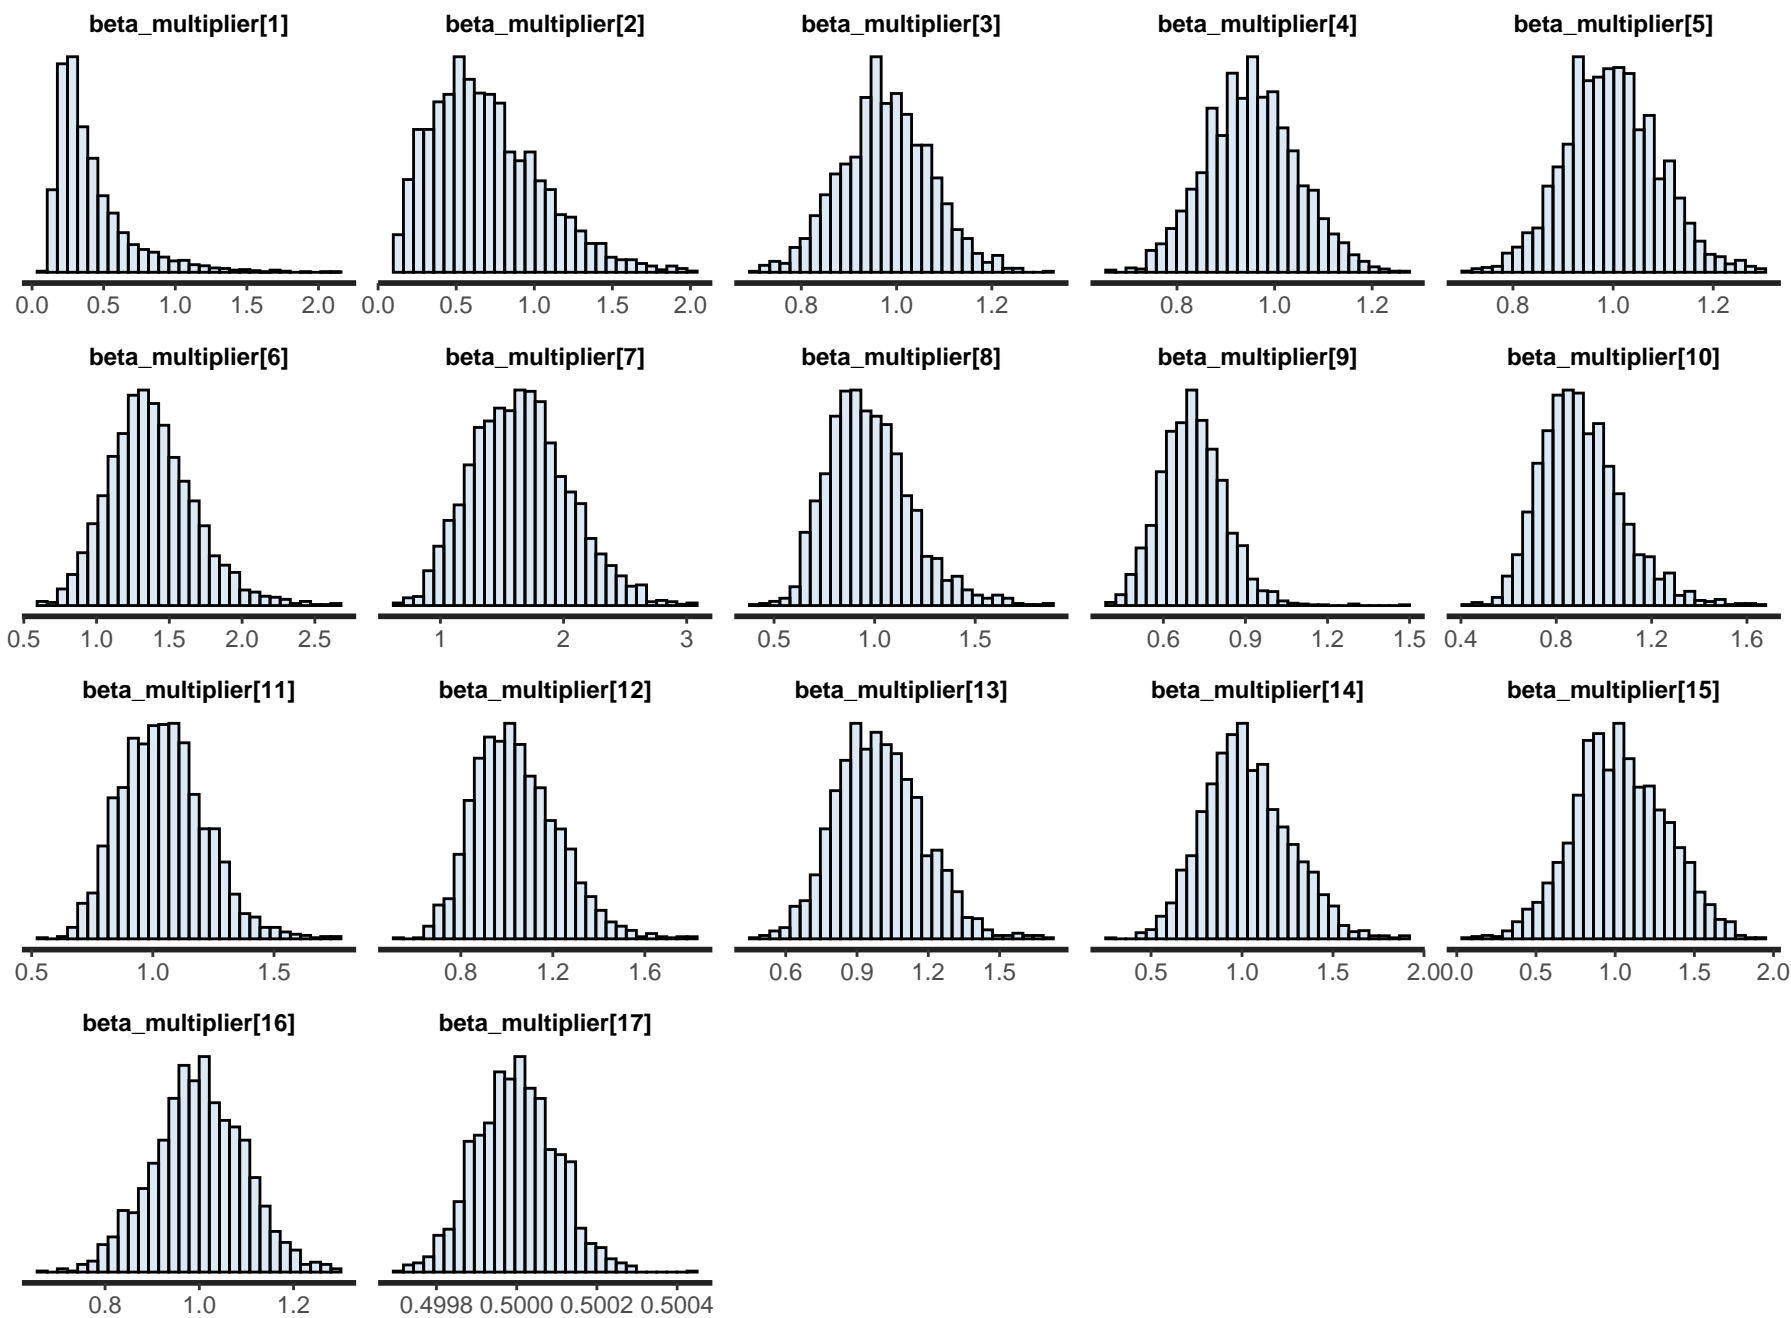 beta_multiplier[1] beta_multiplier[2] beta_multiplier[3] beta_multiplier[4] beta_multiplier[5]
0.0 0.5 1.0 1.5 2.0 0.0 0.5 1.0 1.5 2.0 0.8 1.0 1.2 0.8 1.0 1.2 0.8 1.0 1.2
beta_multiplier[6] beta_multiplier[7] beta_multiplier[8] beta_multiplier[9] beta_multiplier[10]
0.5 1.0 1.5 2.0 2.5 1 2 3 0.5 1.0 1.5 0.6 0.9 1.2 1.5 0.4 0.8 1.2 1.6
beta_multiplier[11] beta_multiplier[12] beta_multiplier[13] beta_multiplier[14] beta_multiplier[15]
0.5 1.0 1.5 0.8 1.2 1.6 0.6 0.9 1.2 1.5 0.5 1.0 1.5 2.0 0.0 0.5 1.0 1.5 2.0
beta_multiplier[16] beta_multiplier[17]
0.8 1.0 1.2 0.4998 0.5000 0.5002 0.5004